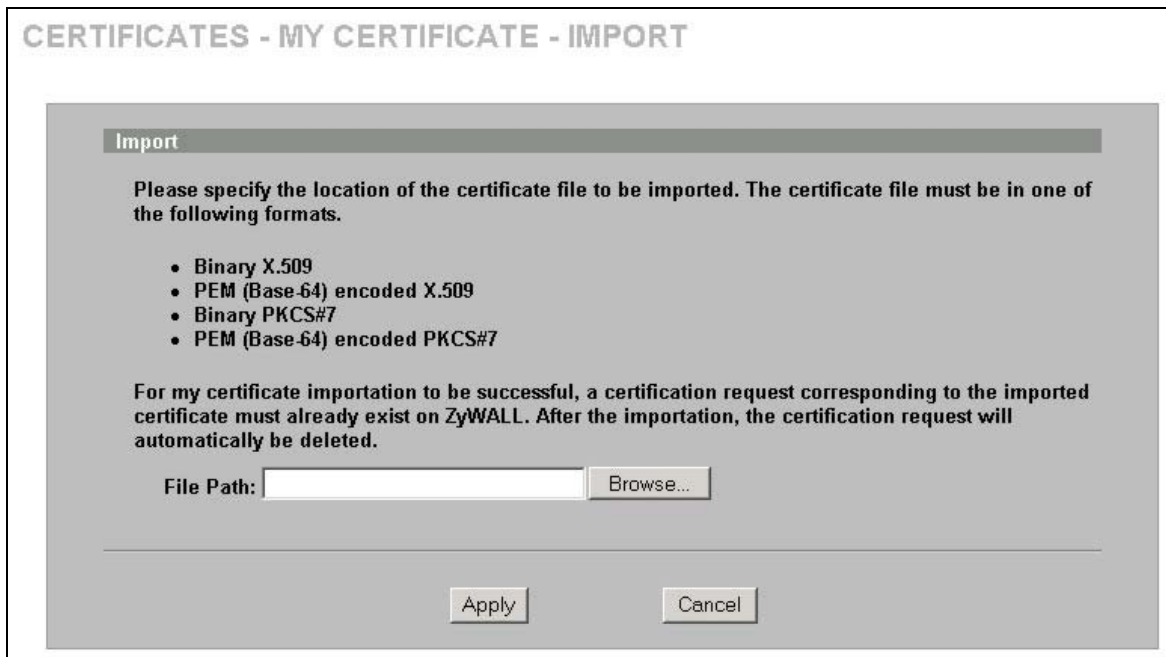 CERTIFICATES - MY CERTIFICATE - IMPORT
Import
Please specify the location of the certificate file to be imported. The certificate file must be in one of
the following formats.
• Binary X.509
• PEM (Base-64) encoded X.509
• Binary PKCS#7
• PEM (Base-64) encoded PKCS#7
For my certificate importation to be successful, a certification request corresponding to the imported
certificate must already exist on ZyWALL. After the importation, the certification request will
automatically be deleted.
File Path: Browse...
Apply Cancel